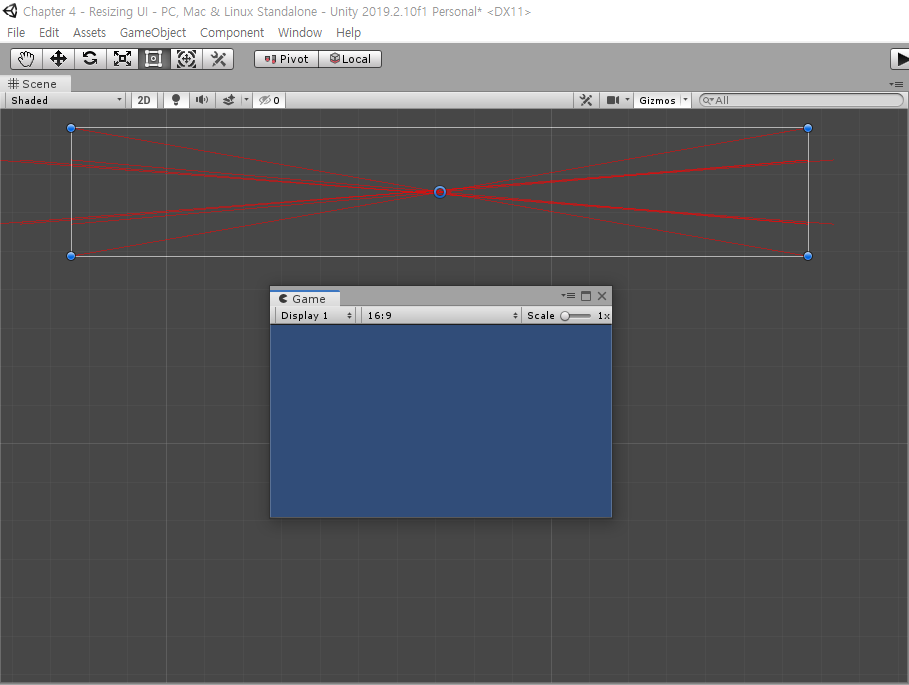 Chapter 4 - Resizing UI - PC, Mac & Linux Standalone - Unity 2019.2.10f1 Personal* <DX11>
File Edit Assets GameObject Component Window Help
Pivot Local
Scene
Shaded 2D 0 Gizmos All
Game
Display 1 16:9 Scale 1x